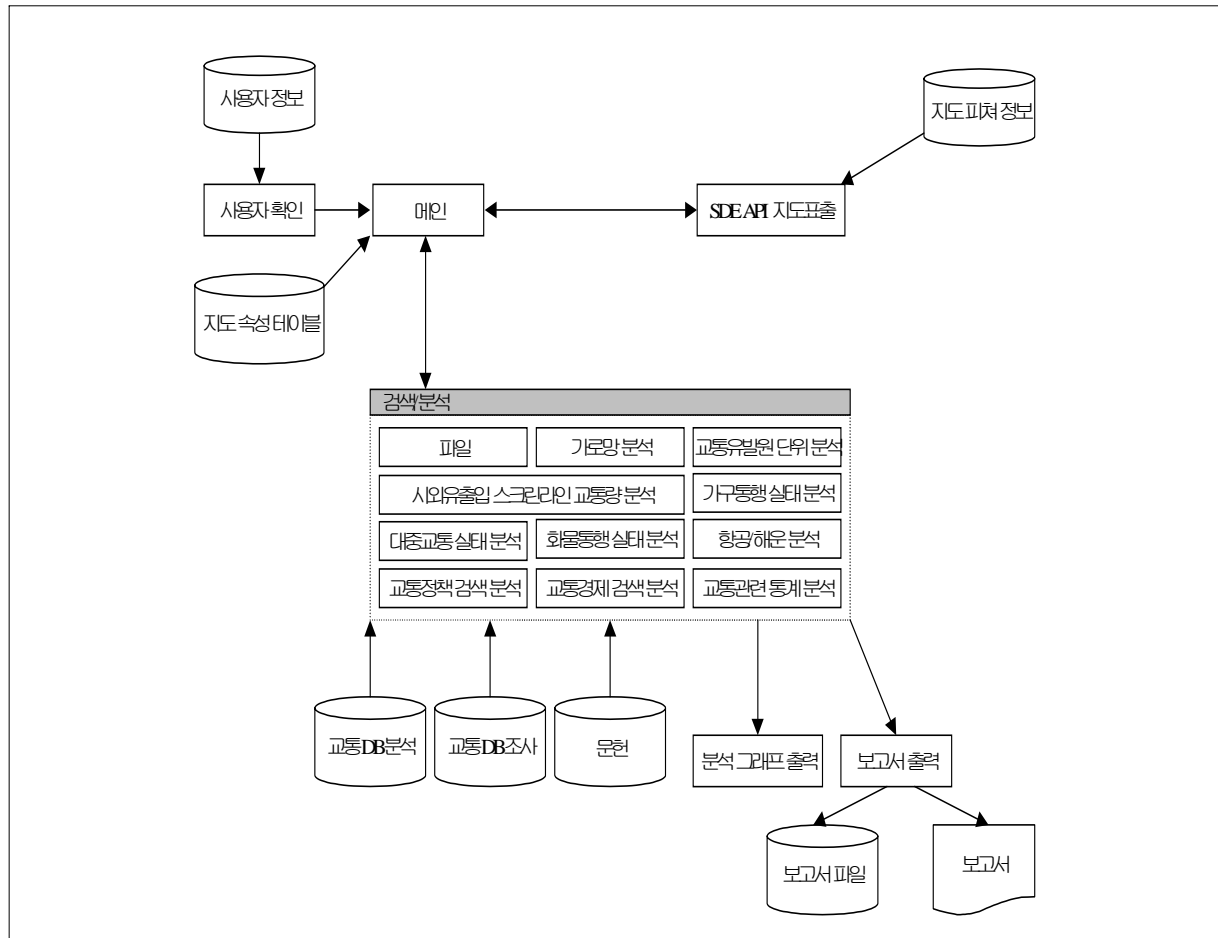 사용자 정보
지도 피쳐 정보
사용자 확인
메인
SDE API 지도표출
지도 속성 테이블
검색/분석
파일
가로망 분석
교통유발원 단위 분석
시외유출입 스크린라인 교통량 분석
가구통행 실태 분석
대중교통 실태 분석
화물통행 실태 분석
항공/해운 분석
교통정책 검색 분석
교통경제 검색 분석
교통관련 통계 분석
교통DB분석
교통DB조사
문헌
분석 그래프 출력
보고서 출력
보고서 파일
보고서